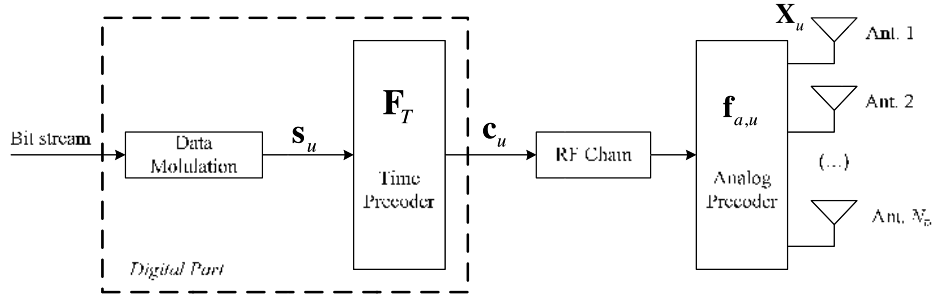 X_u
Ant. 1
F_T
f_{a,u}
Ant. 2
Bit stream
Data
Molulation
s_u
c_u
RF Chain
(...)
Time
Precoder
Analog
Precoder
Ant.
Digital Part